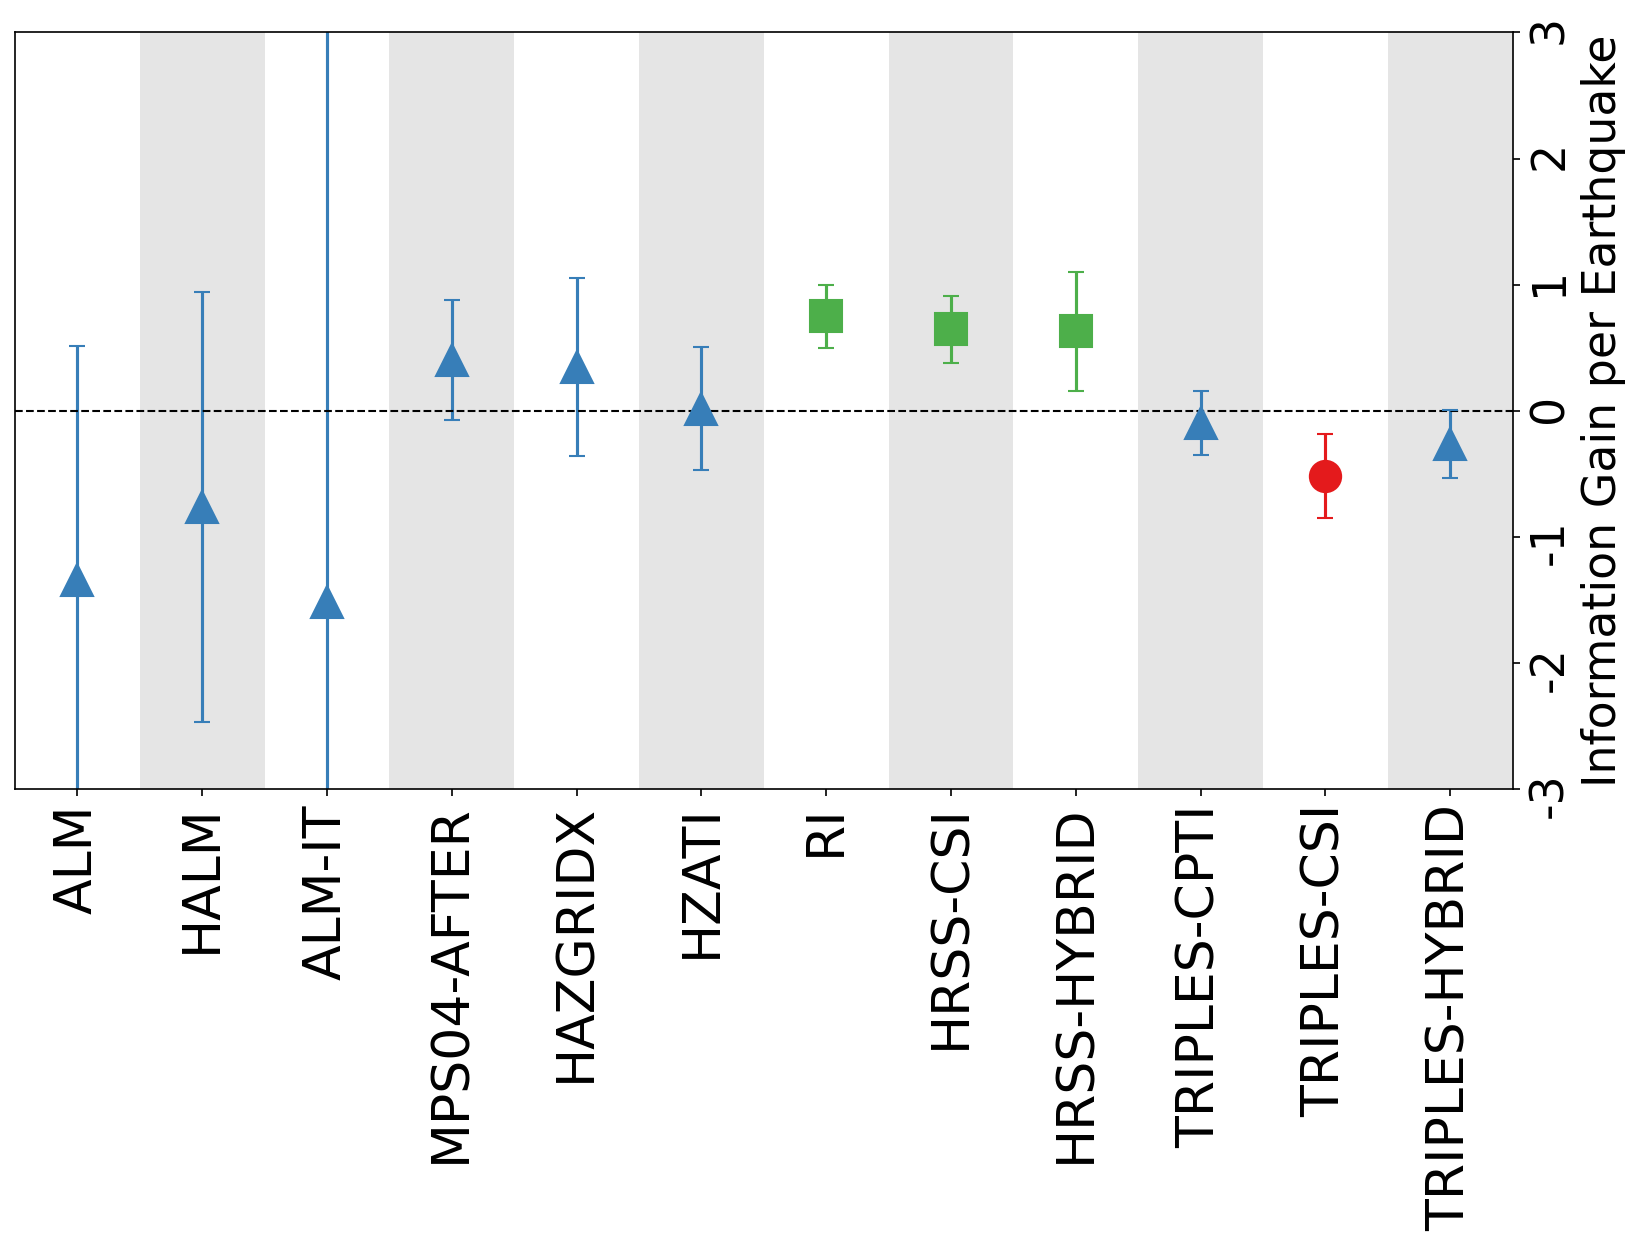 3
2
1
0
-1
-2
-3
Information Gain per Earthquake
ALM
HALM
ALM-IT
MPS04-AFTER
HAZGRIDX
HZATI
RI
HRSS-CSI
HRSS-HYBRID
TRIPLES-CPTI
TRIPLES-CSI
TRIPLES-HYBRID